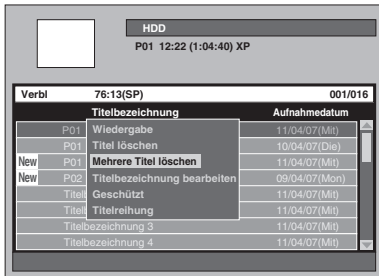 HDD
P01 12:22 (1:04:40) XP
Verbl 76:13(SP) 001/016
Titelbezeichnung Aufnahmedatum
P01 Wiedergabe 11/04/07(Mit)
P01 Titel löschen 10/04/07(Die)
New P01 Mehrere Titel löschen 11/04/07(Mit)
New P02 Titelbezeichnung bearbeiten 09/04/07(Mon)
Titel Geschützt 11/04/07(Mit)
Titel Titelreihung 11/04/07(Mit)
Titelbezeichnung 3 11/04/07(Mit)
Titelbezeichnung 4 11/04/07(Mit)